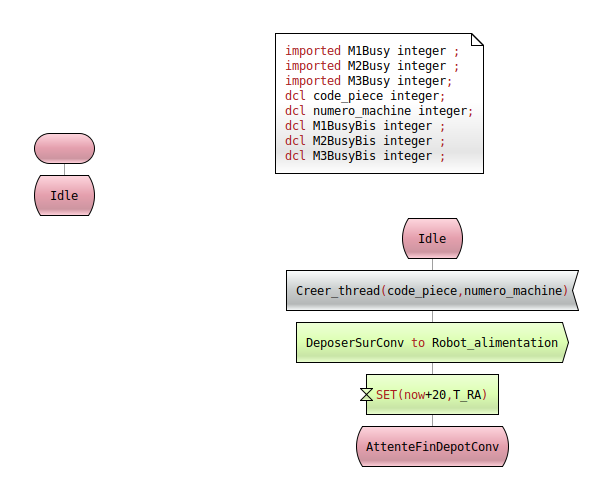 imported M1Busy integer ;
imported M2Busy integer ;
imported M3Busy integer;
dcl code_piece integer;
dcl numero_machine integer;
dcl M1BusyBis integer ;
dcl M2BusyBis integer ;
dcl M3BusyBis integer ;
Idle
Idle
Creer_thread(code_piece,numero_machine)
DeposerSurConv to Robot_alimentation
SET(now+20,T_RA)
AttenteFinDepotConv